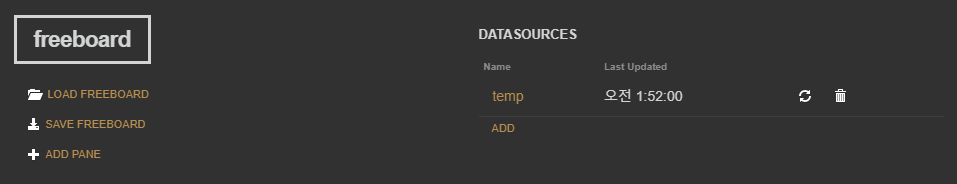 freeboard
LOAD FREEBOARD
SAVE FREEBOARD
ADD PANE
DATASOURCES
Name Last Updated
temp 오전 1:52:00
ADD